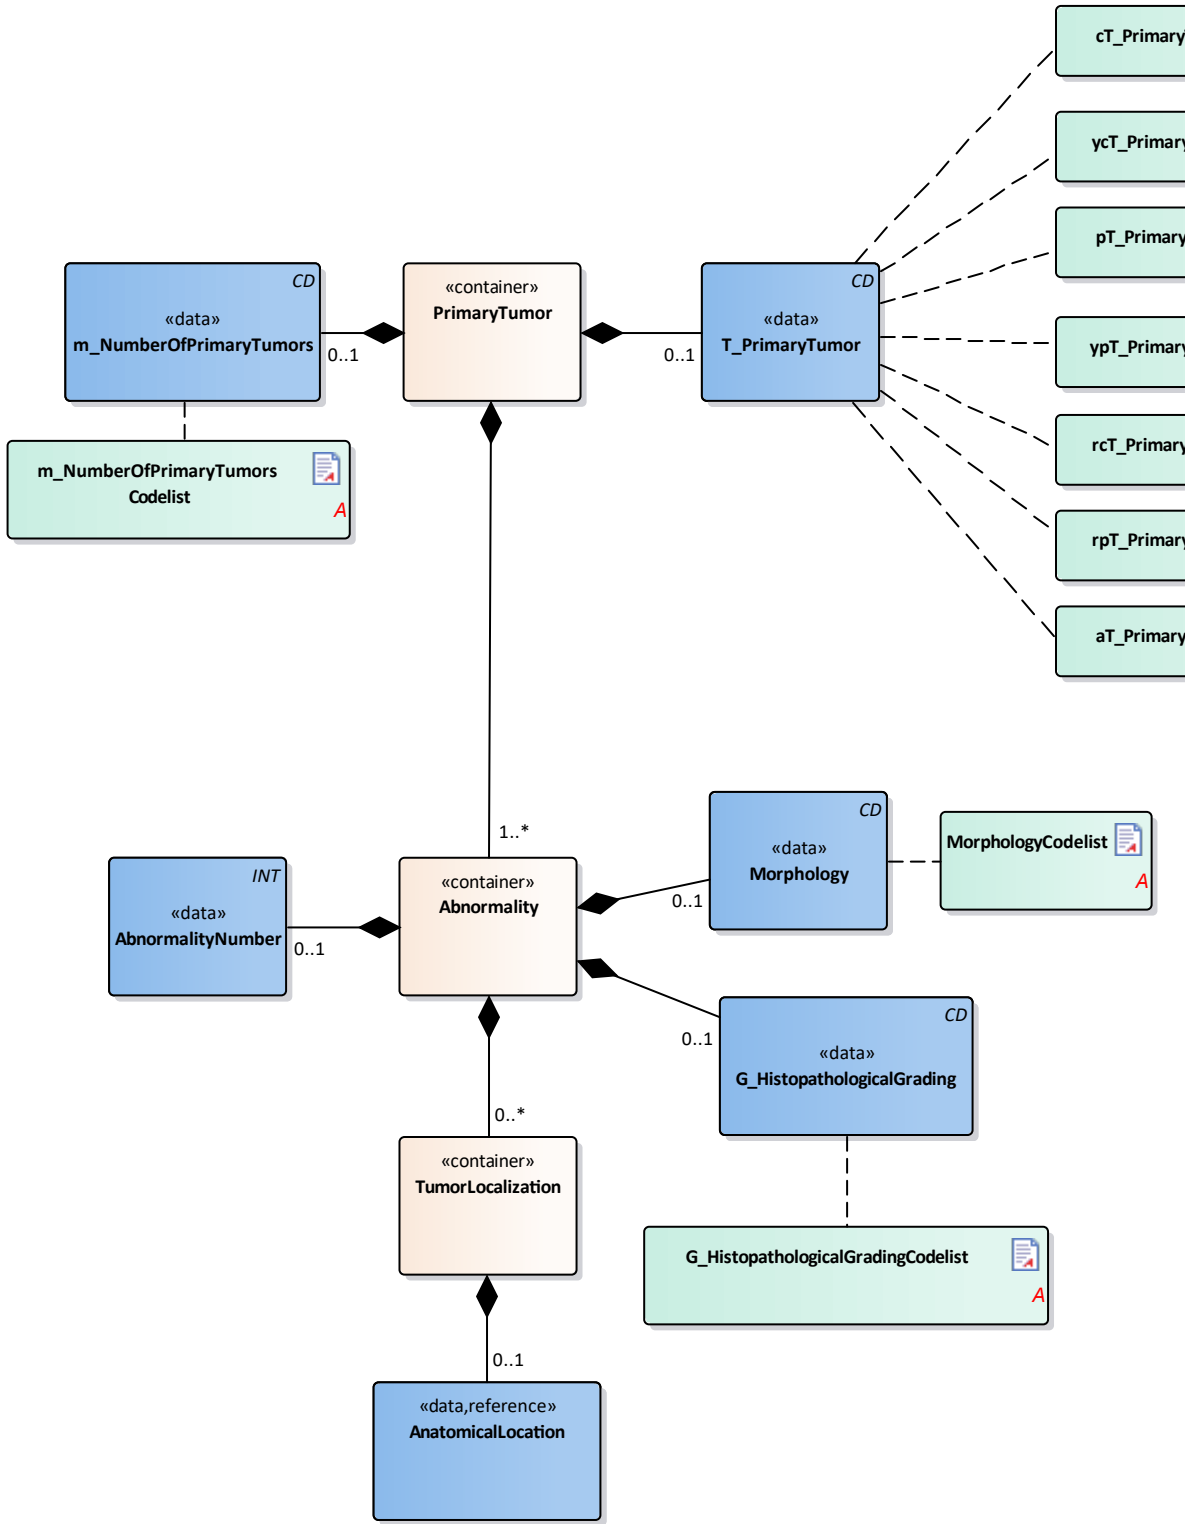 cT_Primary
ycT_Primary
pT_Primary
ypT_Primary
rcT_Primary
rpT_Primary
aT_Primary
CD
«data»
m_NumberOfPrimaryTumors
0..1
«container»
PrimaryTumor
0..1
CD
«data»
T_PrimaryTumor
m_NumberOfPrimaryTumors
Codelist
A
1..*
INT
«data»
AbnormalityNumber
0..1
«container»
Abnormality
0..1
CD
«data»
Morphology
MorphologyCodelist
A
0..1
CD
«data»
G_HistopathologicalGrading
0..*
«container»
TumorLocalization
G_HistopathologicalGradingCodelist
A
0..1
«data,reference»
AnatomicalLocation